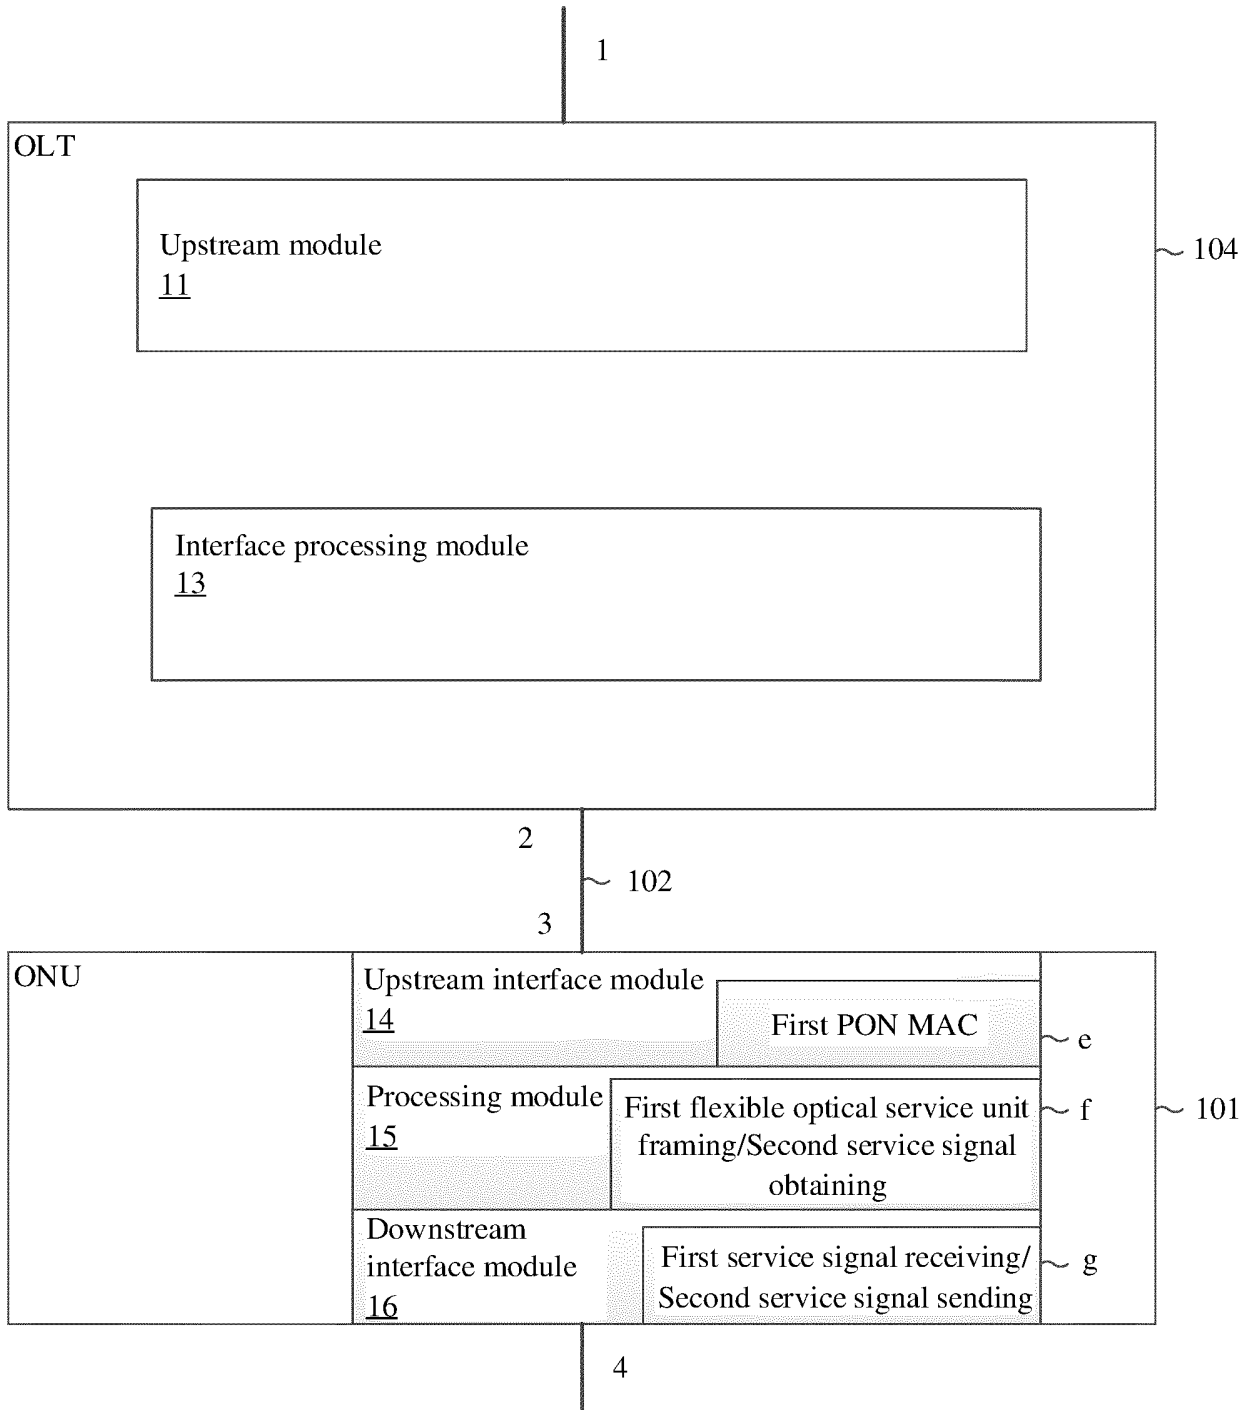 1
OLT
Upstream module
11
104
Interface processing module
13
2
102
3
ONU
Upstream interface module
14
First PON MAC
e
Processing module
15
First flexible optical service unit
framing/Second service signal
obtaining
f
101
Downstream
interface module
16
First service signal receiving/
Second service signal sending
g
4